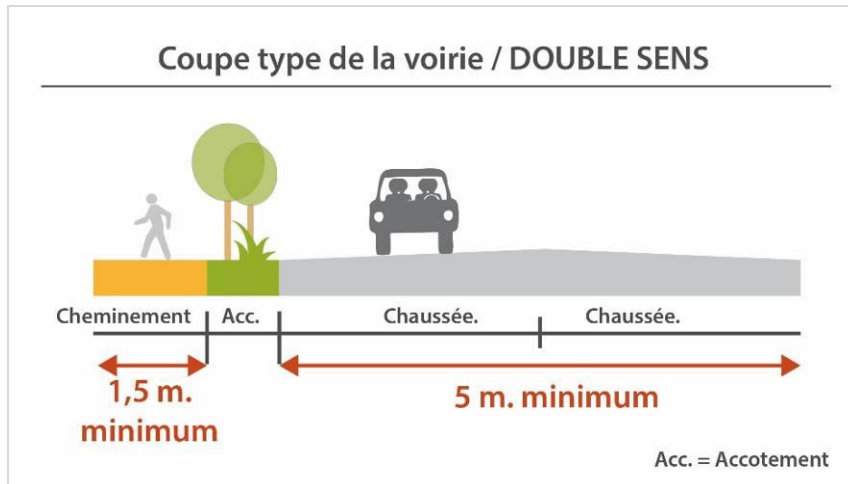 Coupe type de la voirie / DOUBLE SENS
Cheminement
Acc.
Chaussée.
Chaussée.
1,5 m.
minimum
5 m. minimum
Acc. = Accotement